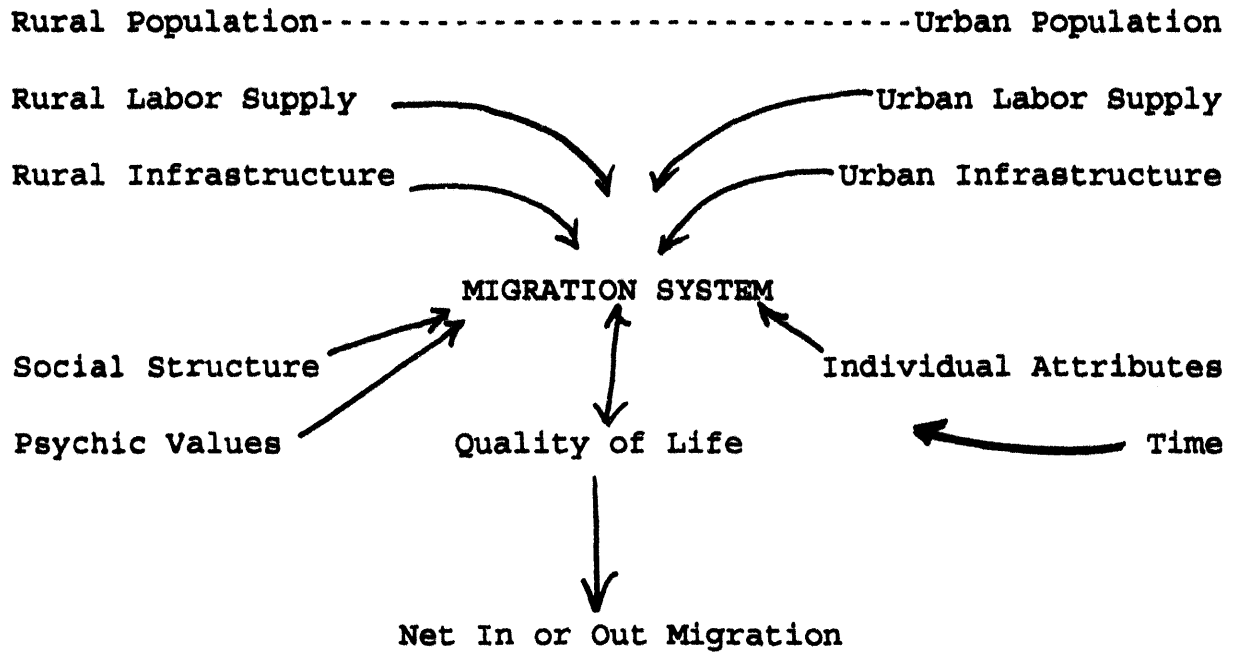 Rural Population--------------------------------Urban Population
Rural Labor Supply Urban Labor Supply
Rural Infrastructure Urban Infrastructure
MIGRATION SYSTEM
Social Structure Individual Attributes
Psychic Values Quality of Life Time
Net In or Out Migration